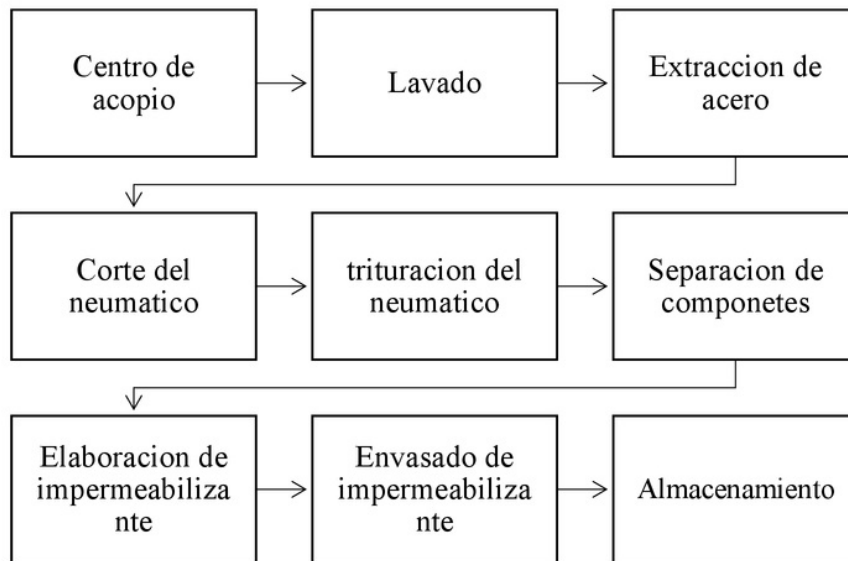 Centro de
acopio
Lavado
Extraccion de
acero
Corte del
neumatico
trituracion del
neumatico
Separacion de
componetes
Elaboracion de
impermeabiliza
nte
Envasado de
impermeabiliza
nte
Almacenamiento